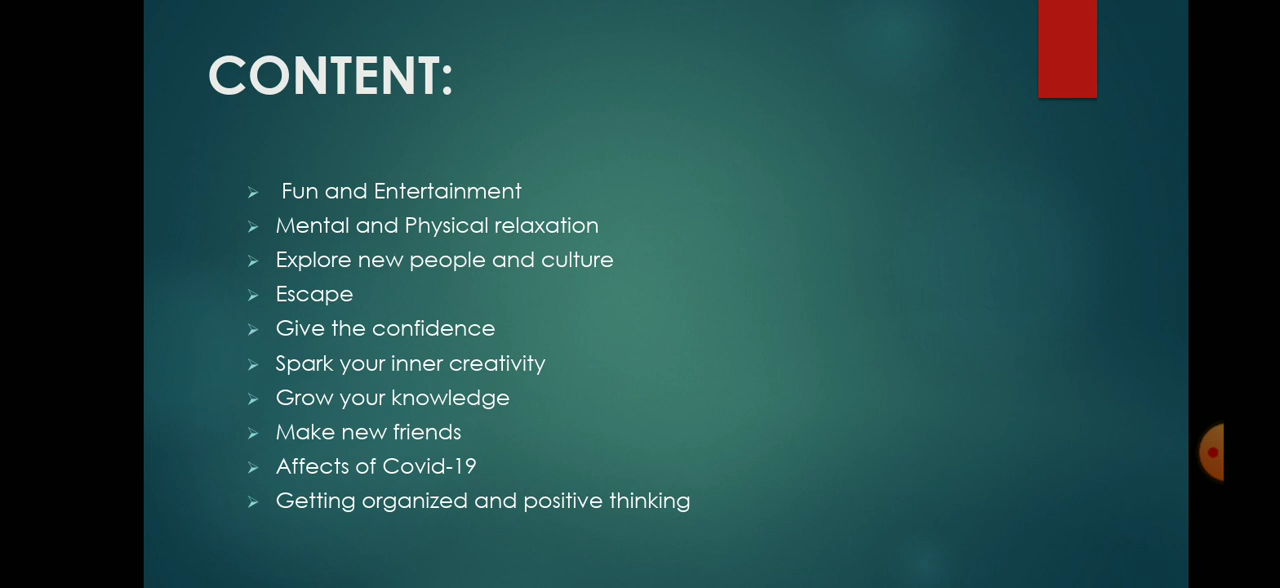 CONTENT:
Fun and Entertainment
Mental and Physical relaxation
Explore new people and culture
Escape
Give the confidence
Spark your inner creativity
Grow your knowledge
Make new friends
Affects of Covid-19
Getting organized and positive thinking